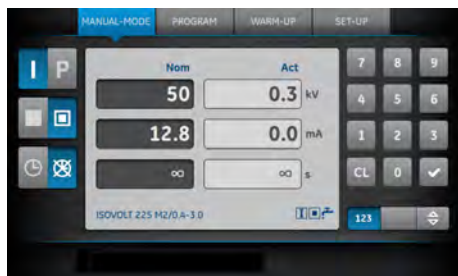 MANUAL-MODE PROGRAM WARM-UP SET-UP
I P
Nom Act
50 0.3 kV
12.8 0.0 mA
∞ ∞ s
ISOVOLT 225 M2/0.4-3.0
7 8 9
4 5 6
1 2 3
CL 0
123